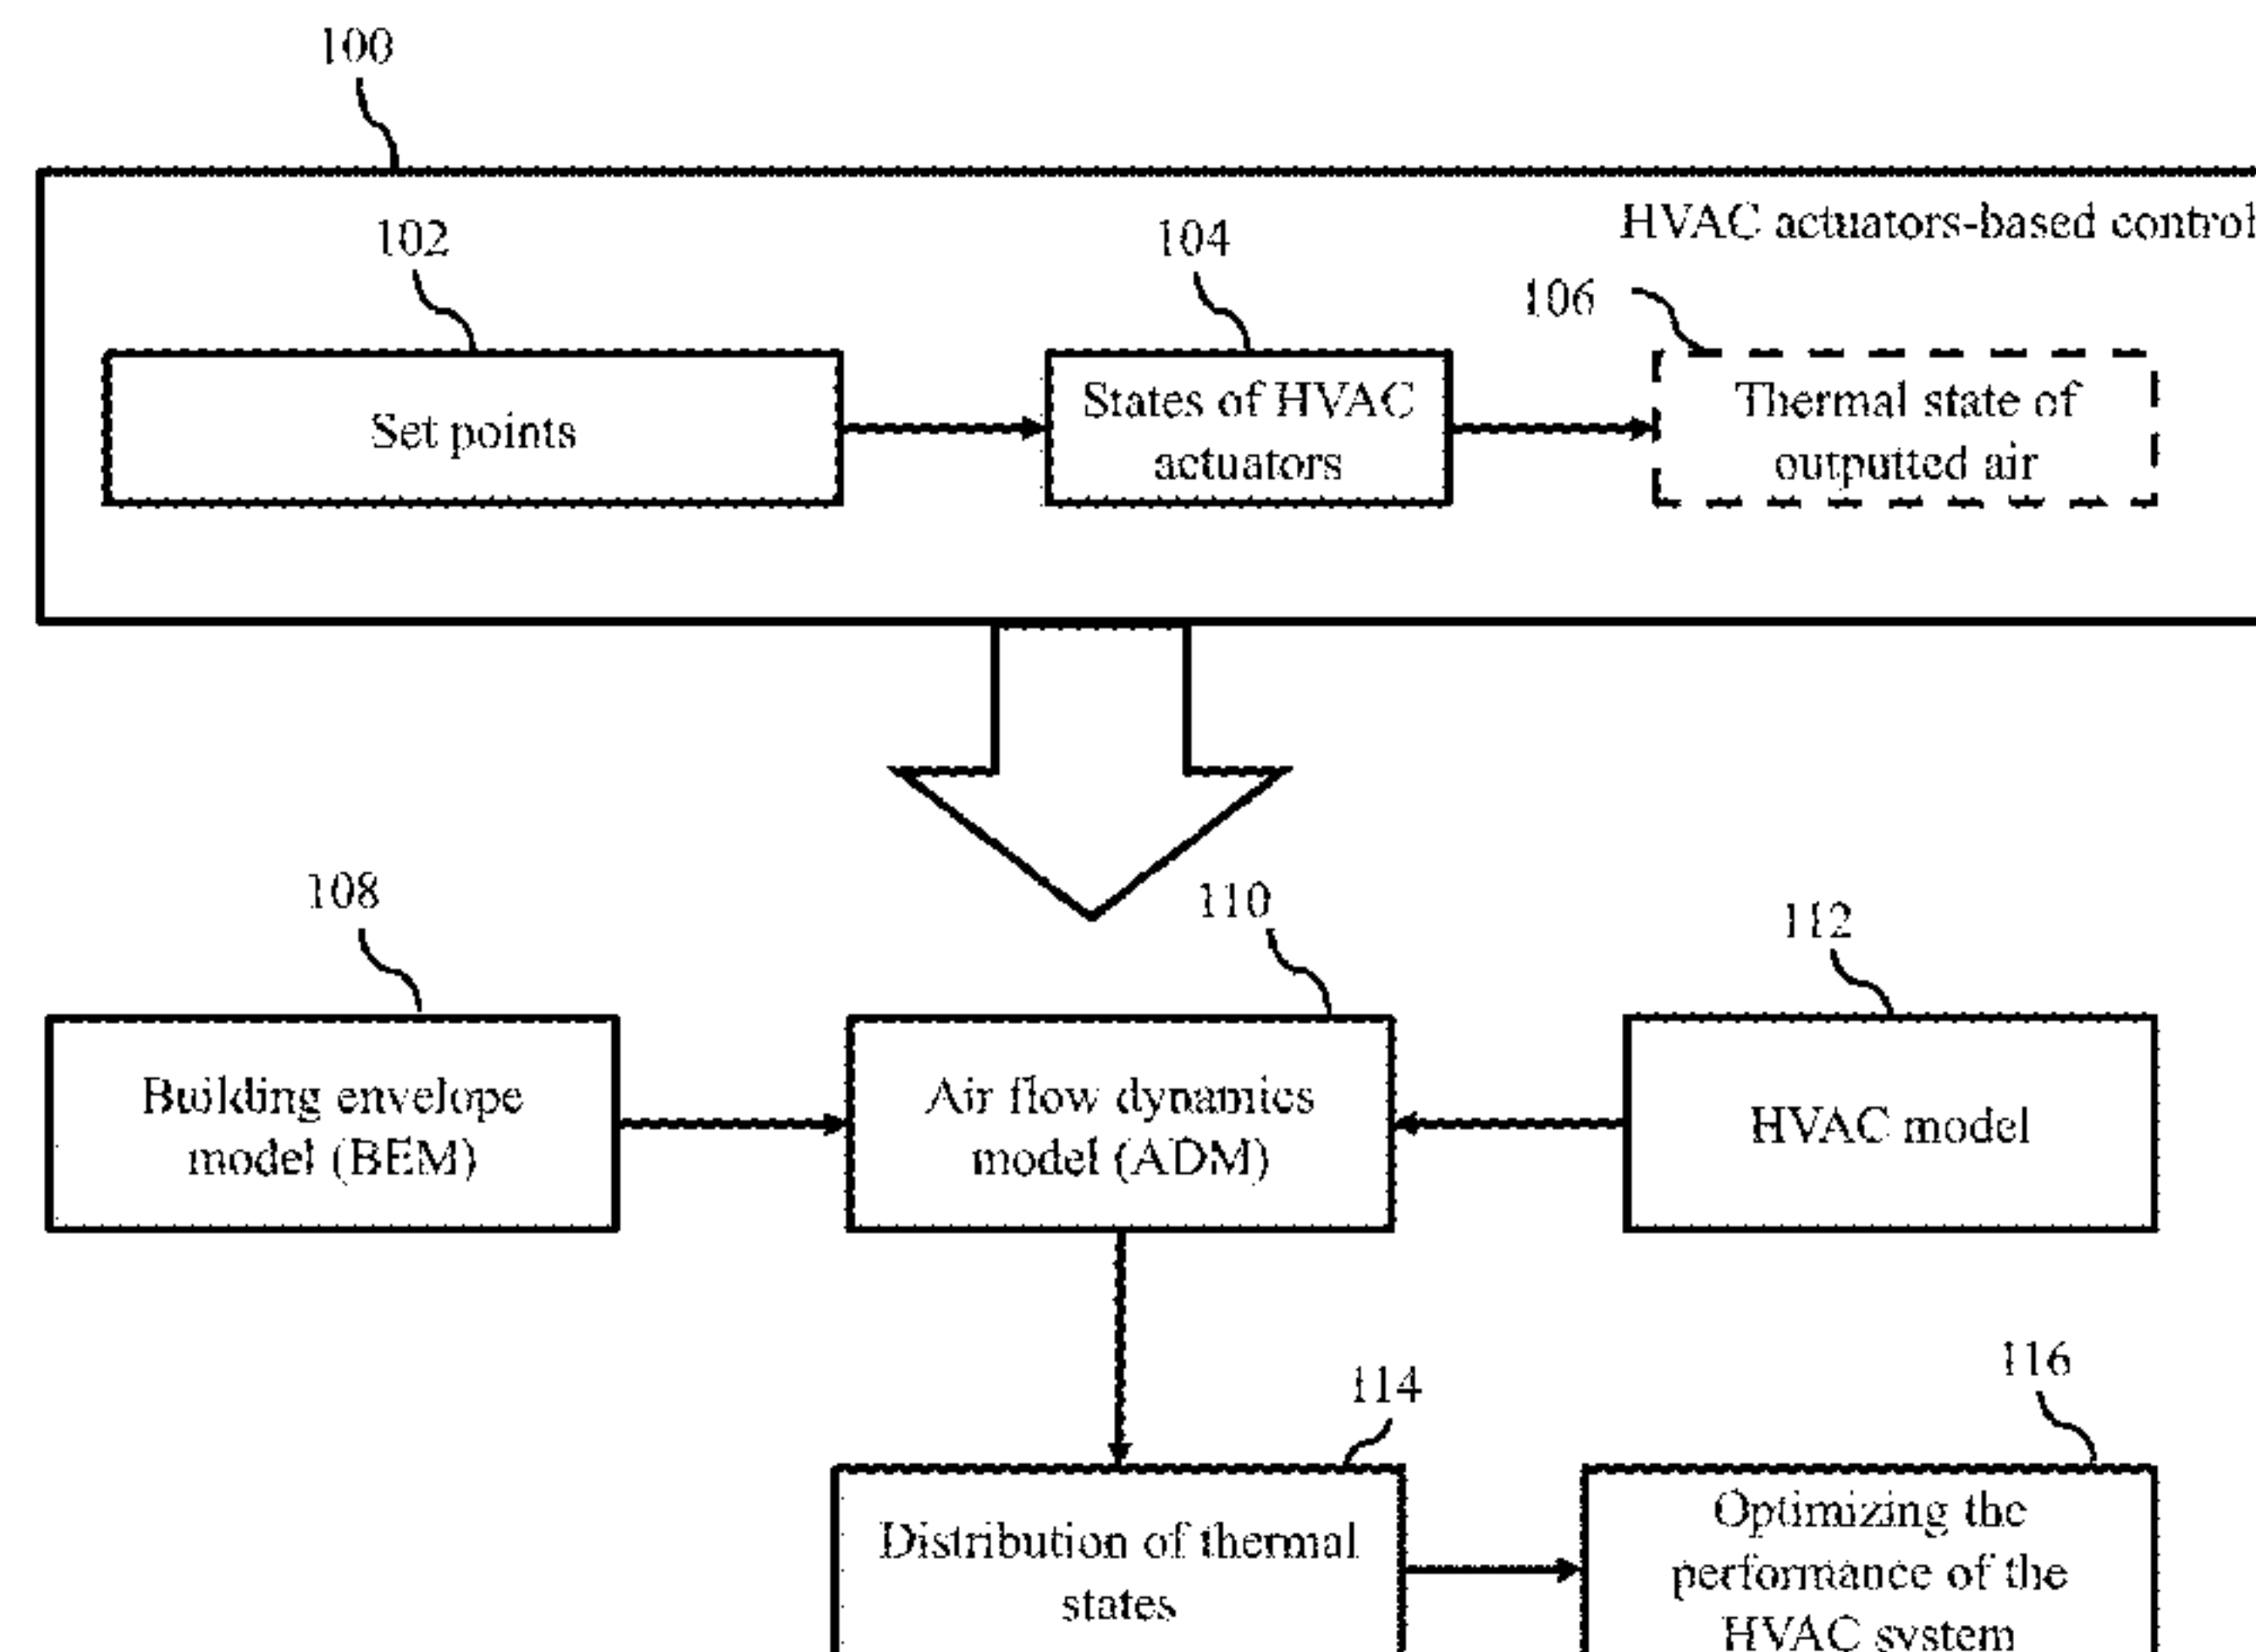 100
HVAC actuators-based control
102
104
106
Set points
States of HVAC
actuators
Thermal state of
outputted air
108
110
112
Building envelope
model (BEM)
Air flow dynamics
model (ADM)
HVAC model
114
116
Distribution of thermal
states
Optimizing the
performance of the
HVAC system